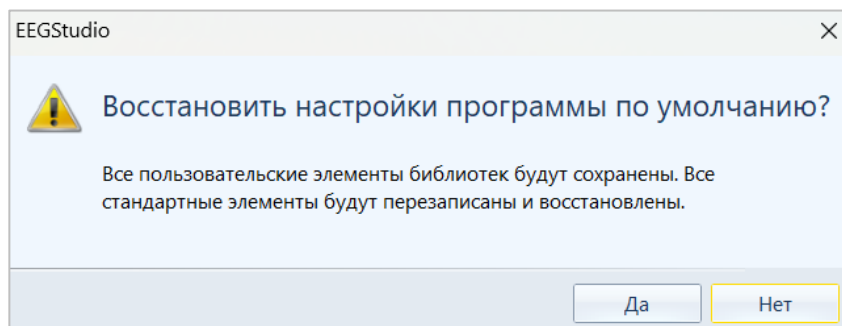 EEGStudio
Восстановить настройки программы по умолчанию?
Все пользовательские элементы библиотек будут сохранены. Все
стандартные элементы будут перезаписаны и восстановлены.
Да
Нет